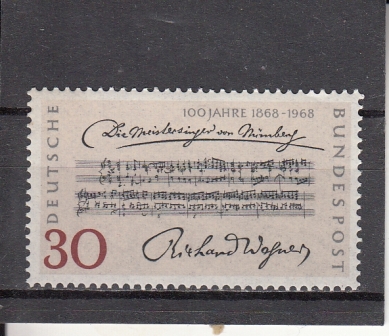 DEUTSCHE
100 JAHRE 1868-1968
Die Meistersinger von Nürnberg
30
Richard Wagner
BUNDESPOST